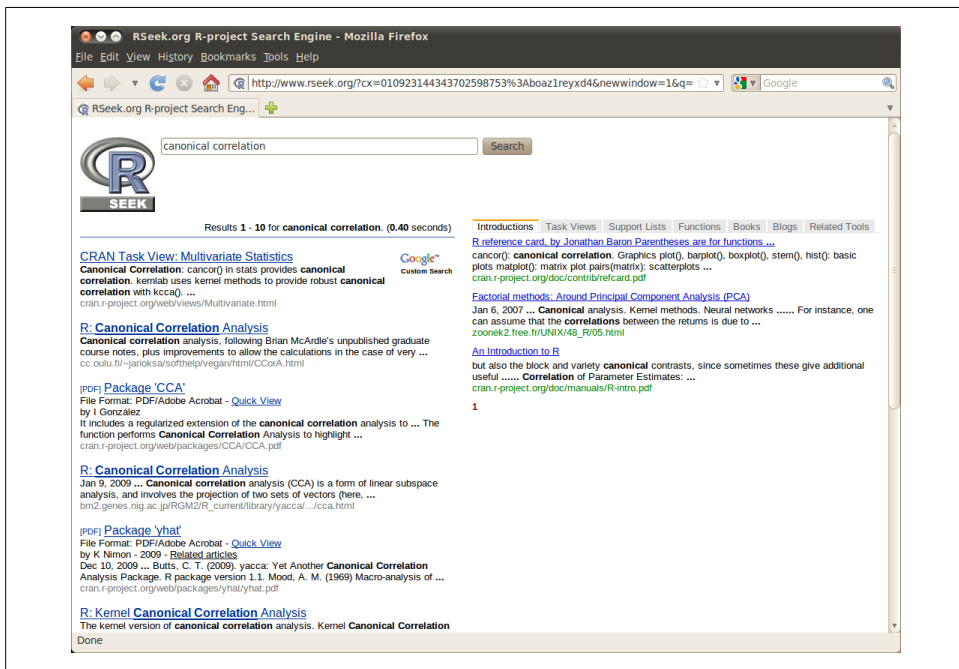 RSeek.org R-project Search Engine - Mozilla Firefox
File Edit View History Bookmarks Tools Help
http://www.rseek.org/?cx=010923144343702598753%3Aboaz1reyxd4&newwindow=1&q=
Google
RSeek.org R-project Search Eng...
R
SEEK
canonical correlation
Search
Results 1 - 10 for canonical correlation. (0.40 seconds)
CRAN Task View: Multivariate Statistics
Google™
Custom Search
Canonical Correlation: cancor() in stats provides canonical
correlation. kernlab uses kernel methods to provide robust canonical
correlation with kcca(). ...
cran.r-project.org/web/views/Multivariate.html
R: Canonical Correlation Analysis
Canonical correlation analysis, following Brian McArdle's unpublished graduate
course notes, plus improvements to allow the calculations in the case of very ...
cc.oulu.fi/~jarioksa/softhelp/vegan/html/CCorA.html
[PDF] Package 'CCA'
File Format: PDF/Adobe Acrobat - Quick View
by I González
It includes a regularized extension of the canonical correlation analysis to ... The
function performs Canonical Correlation Analysis to highlight ...
cran.r-project.org/web/packages/CCA/CCA.pdf
R: Canonical Correlation Analysis
Jan 9, 2009 ... Canonical correlation analysis (CCA) is a form of linear subspace
analysis, and involves the projection of two sets of vectors (here, ...
bm2.genes.nig.ac.jp/RGM2/R_current/library/yacca/.../cca.html
[PDF] Package 'yhat'
File Format: PDF/Adobe Acrobat - Quick View
by K Nimon - 2009 - Related articles
Dec 10, 2009 ... Butts, C. T. (2009). yacca: Yet Another Canonical Correlation
Analysis Package. R package version 1.1. Mood, A. M. (1969) Macro-analysis of ...
cran.r-project.org/web/packages/yhat/yhat.pdf
R: Kernel Canonical Correlation Analysis
The kernel version of canonical correlation analysis. Kernel Canonical Correlation
Introductions Task Views Support Lists Functions Books Blogs Related Tools
R reference card, by Jonathan Baron Parentheses are for functions ...
cancor(): canonical correlation. Graphics plot(), barplot(), boxplot(), stem(), hist(): basic
plots matplot(): matrix plot pairs(matrix): scatterplots ...
cran.r-project.org/doc/contrib/refcard.pdf
Factorial methods: Around Principal Component Analysis (PCA)
Jan 6, 2007 ... Canonical analysis. Kernel methods. Neural networks ...... For instance, one
can assume that the correlations between the returns is due to ...
zoonek2.free.fr/UNIX/48_R/05.html
An Introduction to R
but also the block and variety canonical contrasts, since sometimes these give additional
useful ...... Correlation of Parameter Estimates: ...
cran.r-project.org/doc/manuals/R-intro.pdf
1
Done